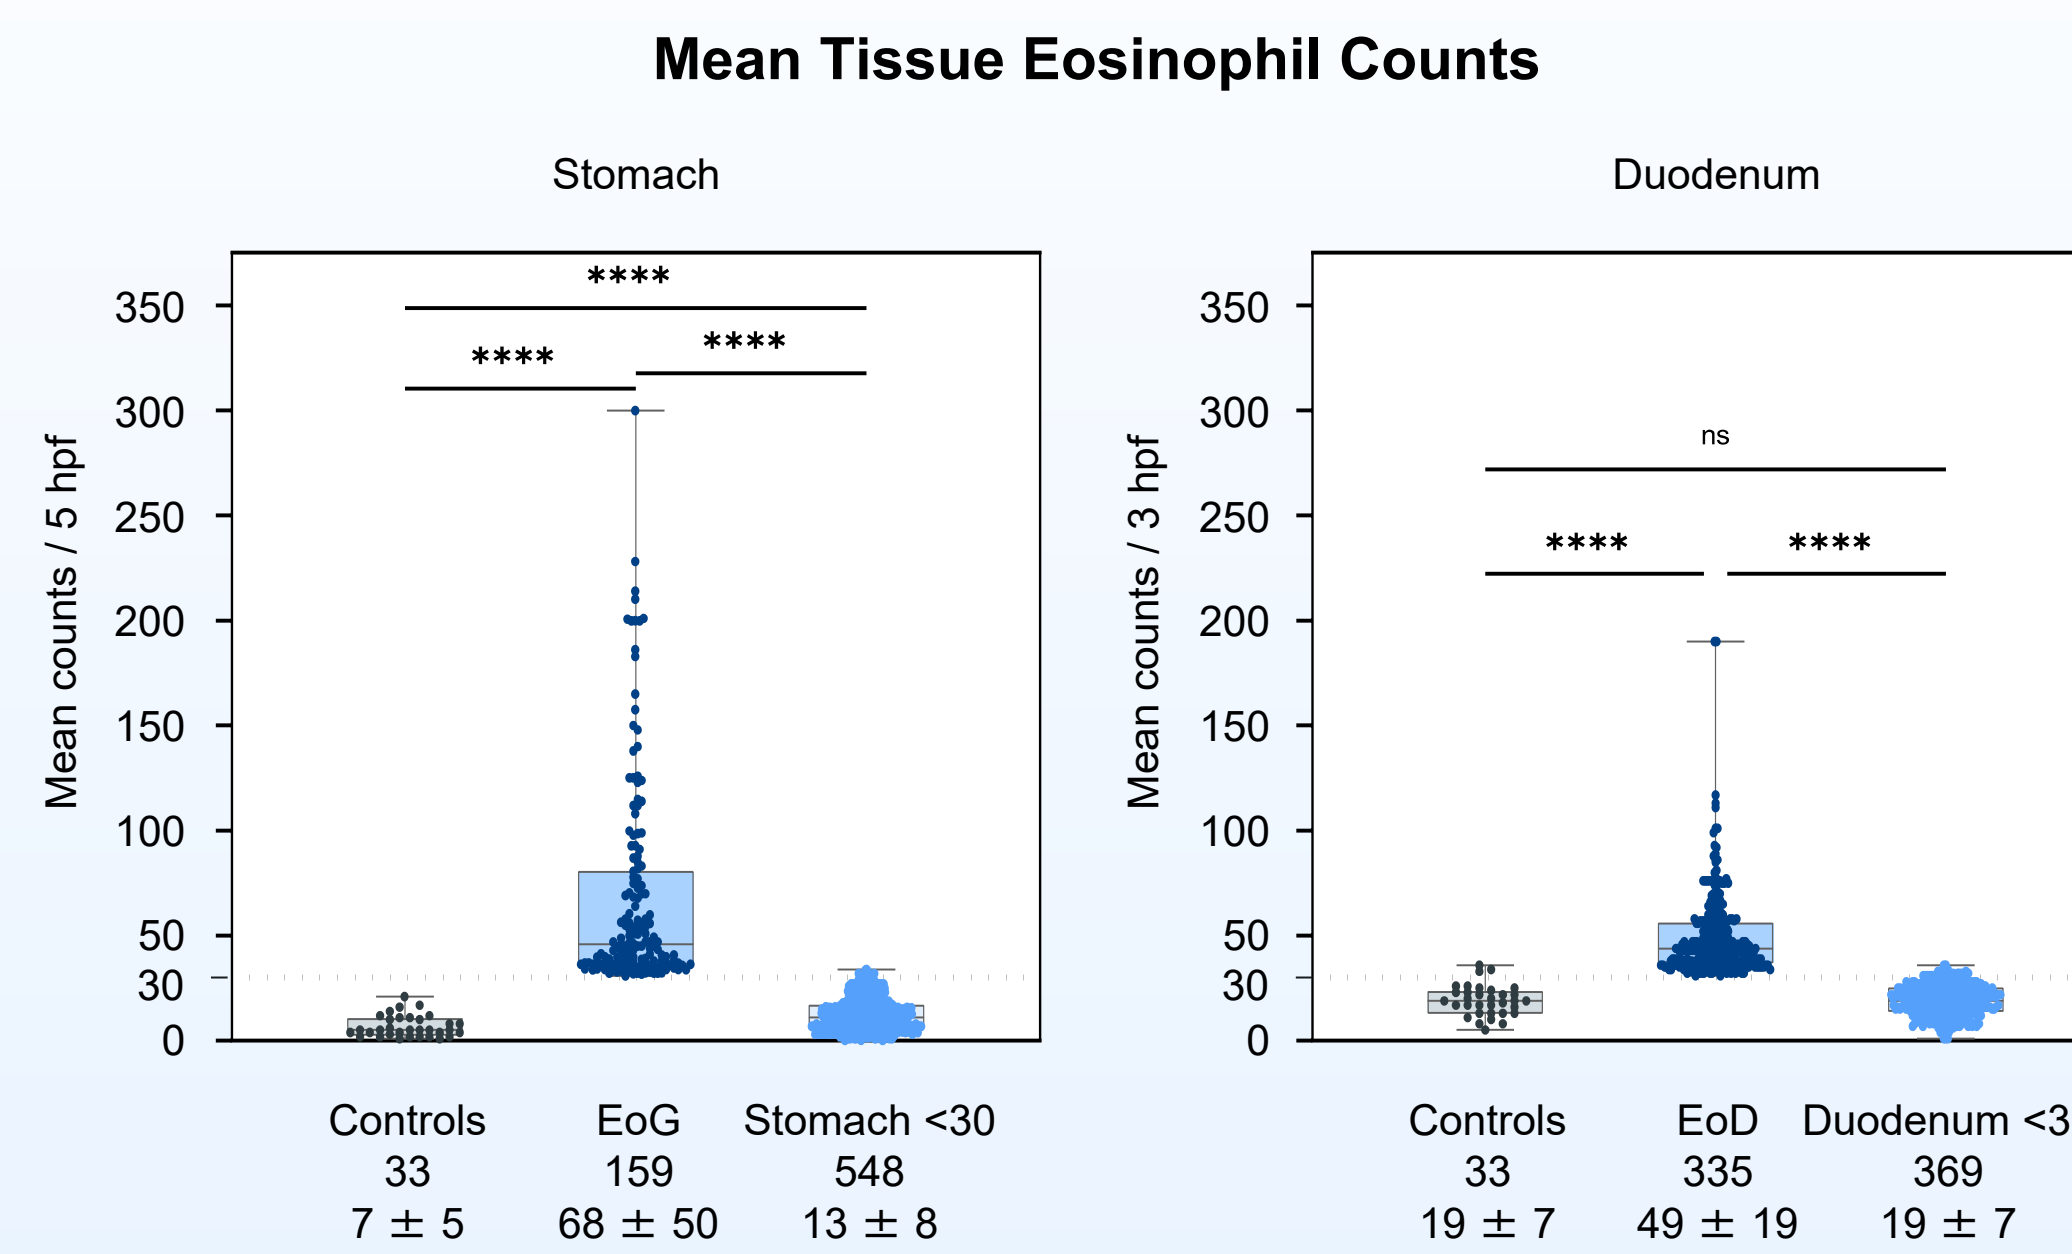 Mean Tissue Eosinophil Counts
Stomach
Mean counts / 5 hpf
350
300
250
200
150
100
50
30
0
****
****
****
Controls EoG Stomach <30
33 159 548
7 ± 5 68 ± 50 13 ± 8
Duodenum
Mean counts / 3 hpf
350
300
250
200
150
100
50
30
0
ns
****
****
Controls EoD Duodenum <3
33 335 369
19 ± 7 49 ± 19 19 ± 7